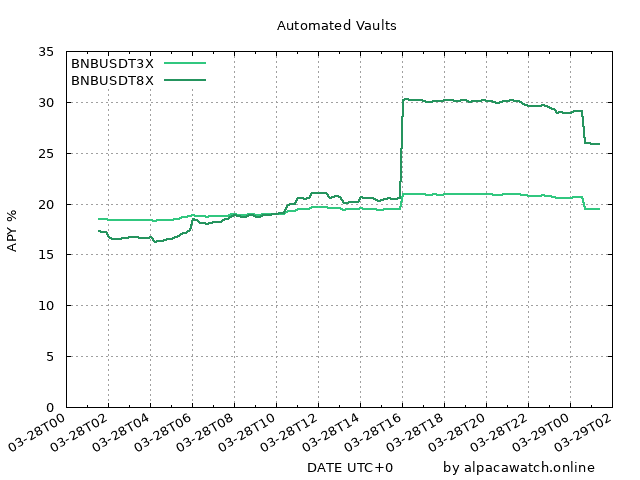 Automated Vaults
BNBUSDT3X
BNBUSDT8X
35
30
25
20
15
10
5
0
APY %
03-28T00
03-28T02
03-28T04
03-28T06
03-28T08
03-28T10
03-28T12
03-28T14
03-28T16
03-28T18
03-28T20
03-28T22
03-29T00
03-29T02
DATE UTC+0
by alpacawatch.online